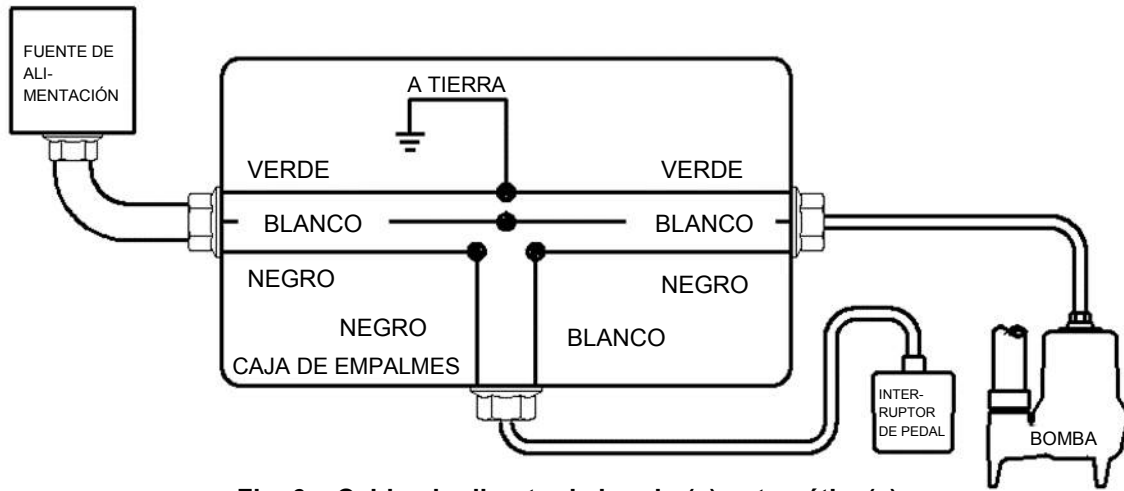 FUENTE DE
ALI-
MENTACIÓN
A TIERRA
VERDE
VERDE
BLANCO
BLANCO
NEGRO
NEGRO
NEGRO
BLANCO
CAJA DE EMPALMES
INTER-
RUPTOR
DE PEDAL
BOMBA